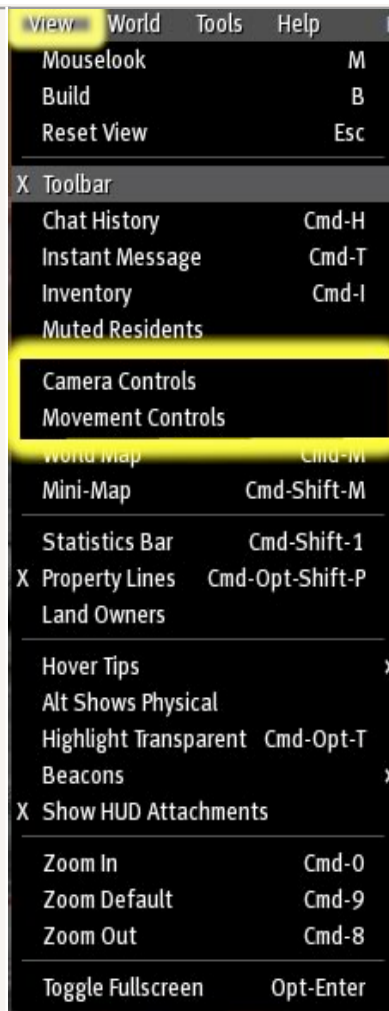 View World Tools Help
Mouselook M
Build B
Reset View Esc
X Toolbar
Chat History Cmd-H
Instant Message Cmd-T
Inventory Cmd-I
Muted Residents
Camera Controls
Movement Controls
World Map Cmd-M
Mini-Map Cmd-Shift-M
Statistics Bar Cmd-Shift-1
X Property Lines Cmd-Opt-Shift-P
Land Owners
Hover Tips
Alt Shows Physical
Highlight Transparent Cmd-Opt-T
Beacons
X Show HUD Attachments
Zoom In Cmd-0
Zoom Default Cmd-9
Zoom Out Cmd-8
Toggle Fullscreen Opt-Enter